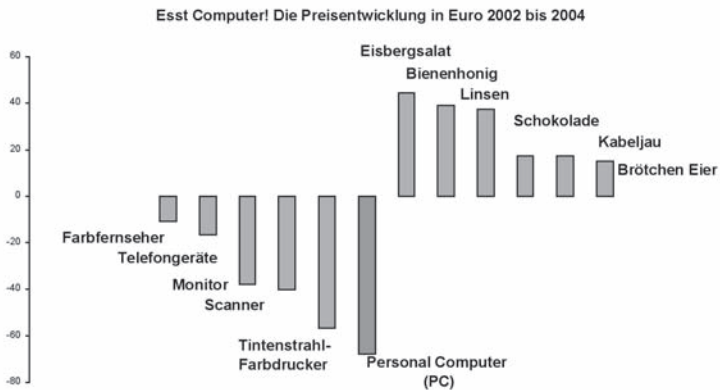 Esst Computer! Die Preisentwicklung in Euro 2002 bis 2004
60
40
20
0
-20
-40
-60
-80
Eisbergsalat
Bienenhonig
Linsen
Schokolade
Kabeljau
Brötchen Eier
Farbfernseher
Telefongeräte
Monitor
Scanner
Tintenstrahl-
Farbdrucker
Personal Computer
(PC)